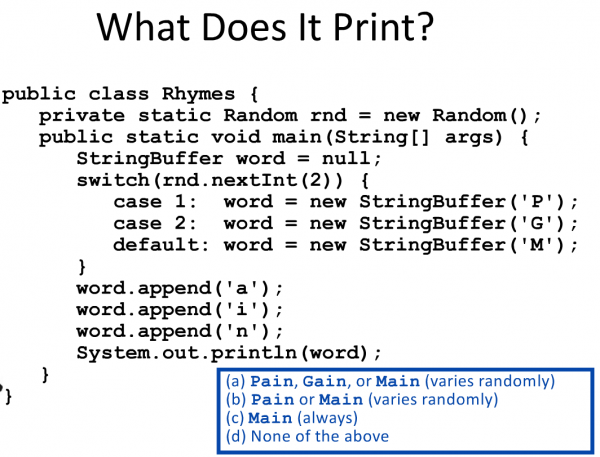 What Does It Print?
public class Rhymes {
   private static Random rnd = new Random();
   public static void main(String[] args) {
      StringBuffer word = null;
      switch(rnd.nextInt(2)) {
         case 1:  word = new StringBuffer('P');
         case 2:  word = new StringBuffer('G');
         default: word = new StringBuffer('M');
      }
      word.append('a');
      word.append('i');
      word.append('n');
      System.out.println(word);
   }
}
(a) Pain, Gain, or Main (varies randomly)
(b) Pain or Main (varies randomly)
(c) Main (always)
(d) None of the above